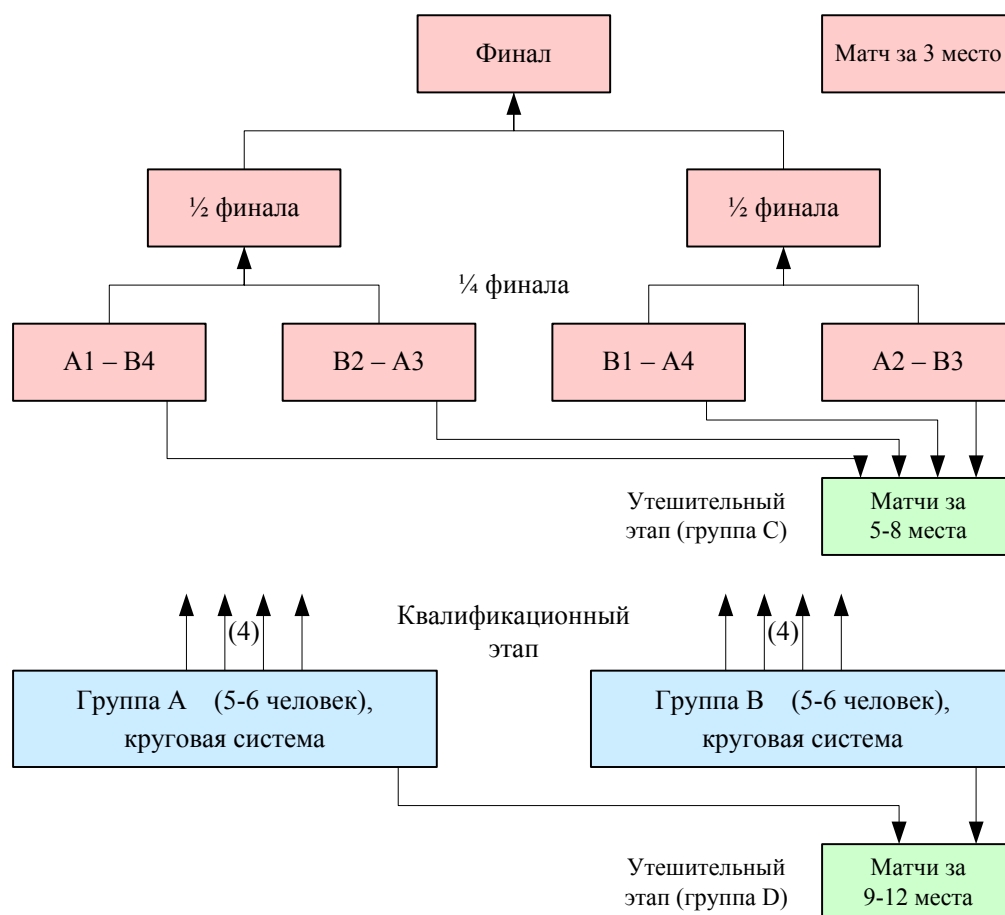 Финал
Матч за 3 место
½ финала
½ финала
¼ финала
A1 – B4
B2 – A3
B1 – A4
A2 – B3
Утешительный
этап (группа C)
Матчи за
5-8 места
Квалификационный
этап
(4)
(4)
Группа A (5-6 человек),
круговая система
Группа B (5-6 человек),
круговая система
Утешительный
этап (группа D)
Матчи за
9-12 места